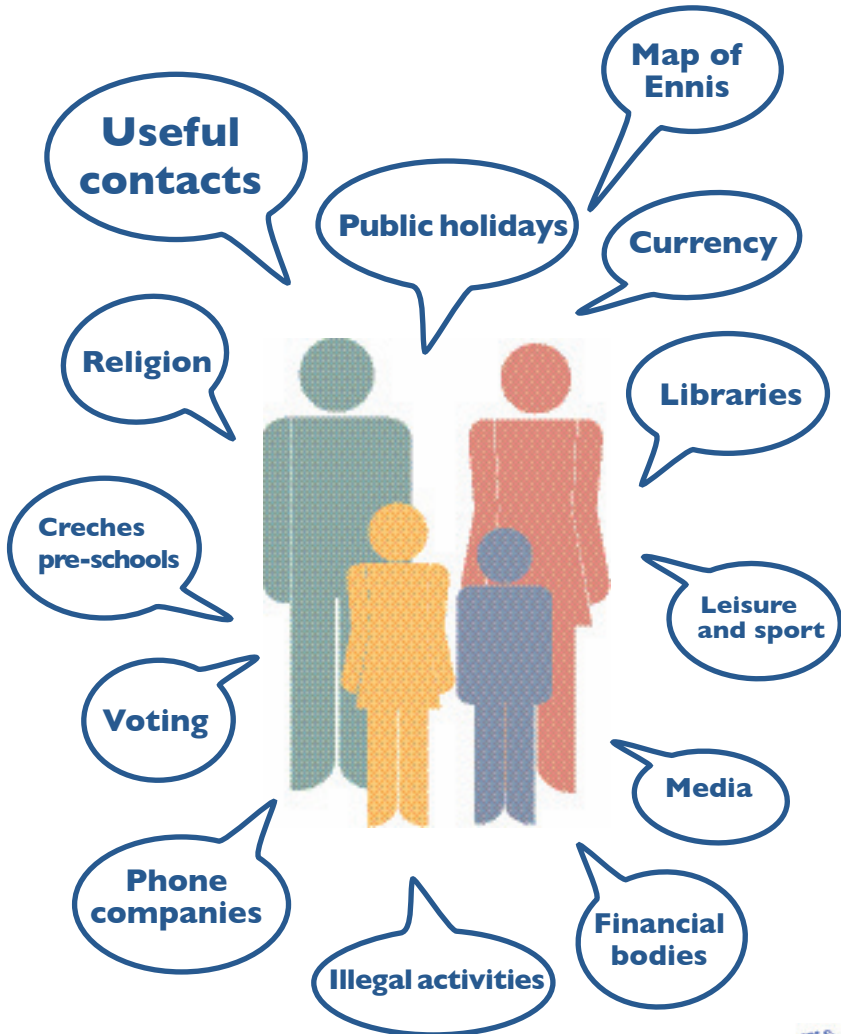 Map of
Ennis
Useful
contacts
Public holidays
Currency
Religion
Libraries
Creches
pre-schools
Leisure
and sport
Voting
Media
Phone
companies
Financial
bodies
Illegal activities